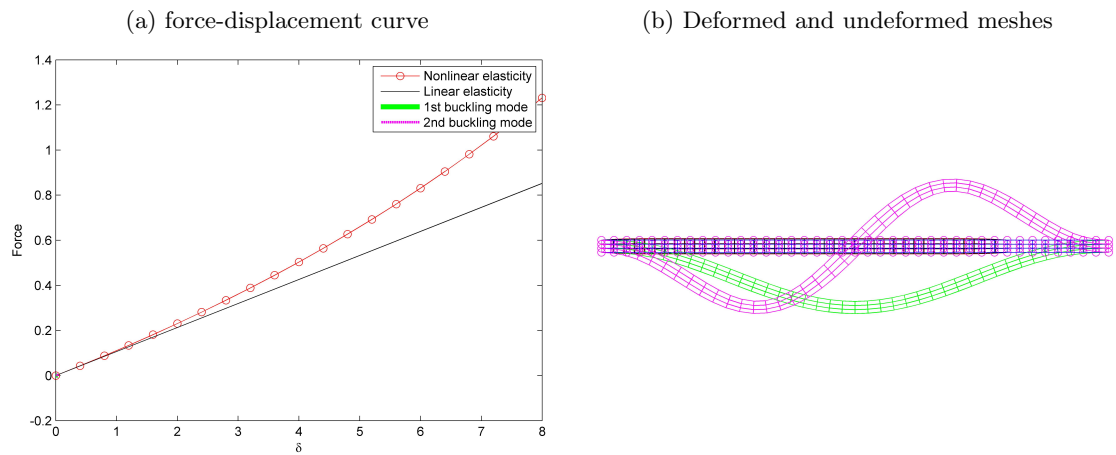 (a) force-displacement curve
(b) Deformed and undeformed meshes
1.4
1.2
1
0.8
0.6
0.4
0.2
0
-0.2
Force
0 1 2 3 4 5 6 7 8
δ
Nonlinear elasticity
Linear elasticity
1st buckling mode
2nd buckling mode